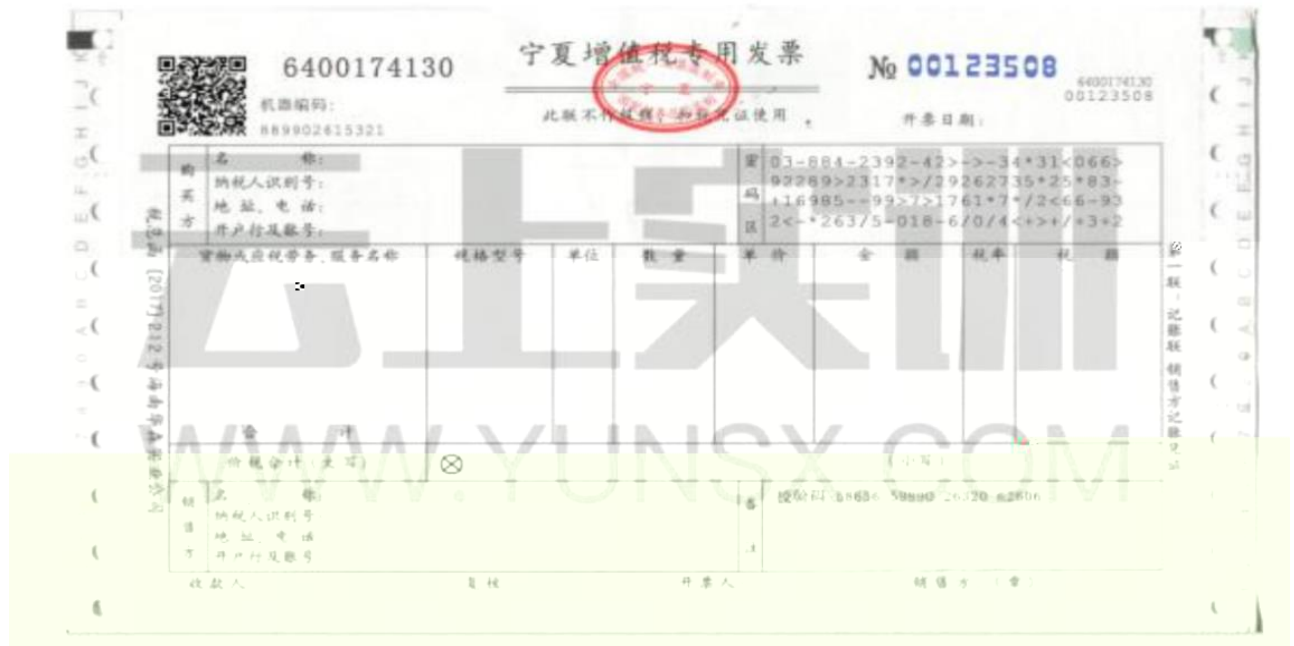 宁夏增值税专用发票
6400174130
№ 00123508
6400174130
00123508
机器编码:
889902615321
此联不作报销、扣税凭证使用
开票日期:
购买方
名 称:
纳税人识别号:
地 址、电 话:
开户行及账号:
密码区
03-884-2392-42>->-34*31<066>
92289>2317*>/29262735*25*83-
+16985--99>7>1761*7*/2<66-93
2<-*263/5-018-6/0/4<+>+/+3+2
货物或应税劳务、服务名称 规格型号 单位 数 量 单 价 金 额 税率 税 额
云上实训
合 计
WWW.YUNSX.COM
价税合计(大写) (小写)
销售方
名 称:
纳税人识别号
地 址、电 话
开户行及账号
备
校验码
收款人 复核 开票人 销售方 (章)
第一联:记账联 销售方记账凭证